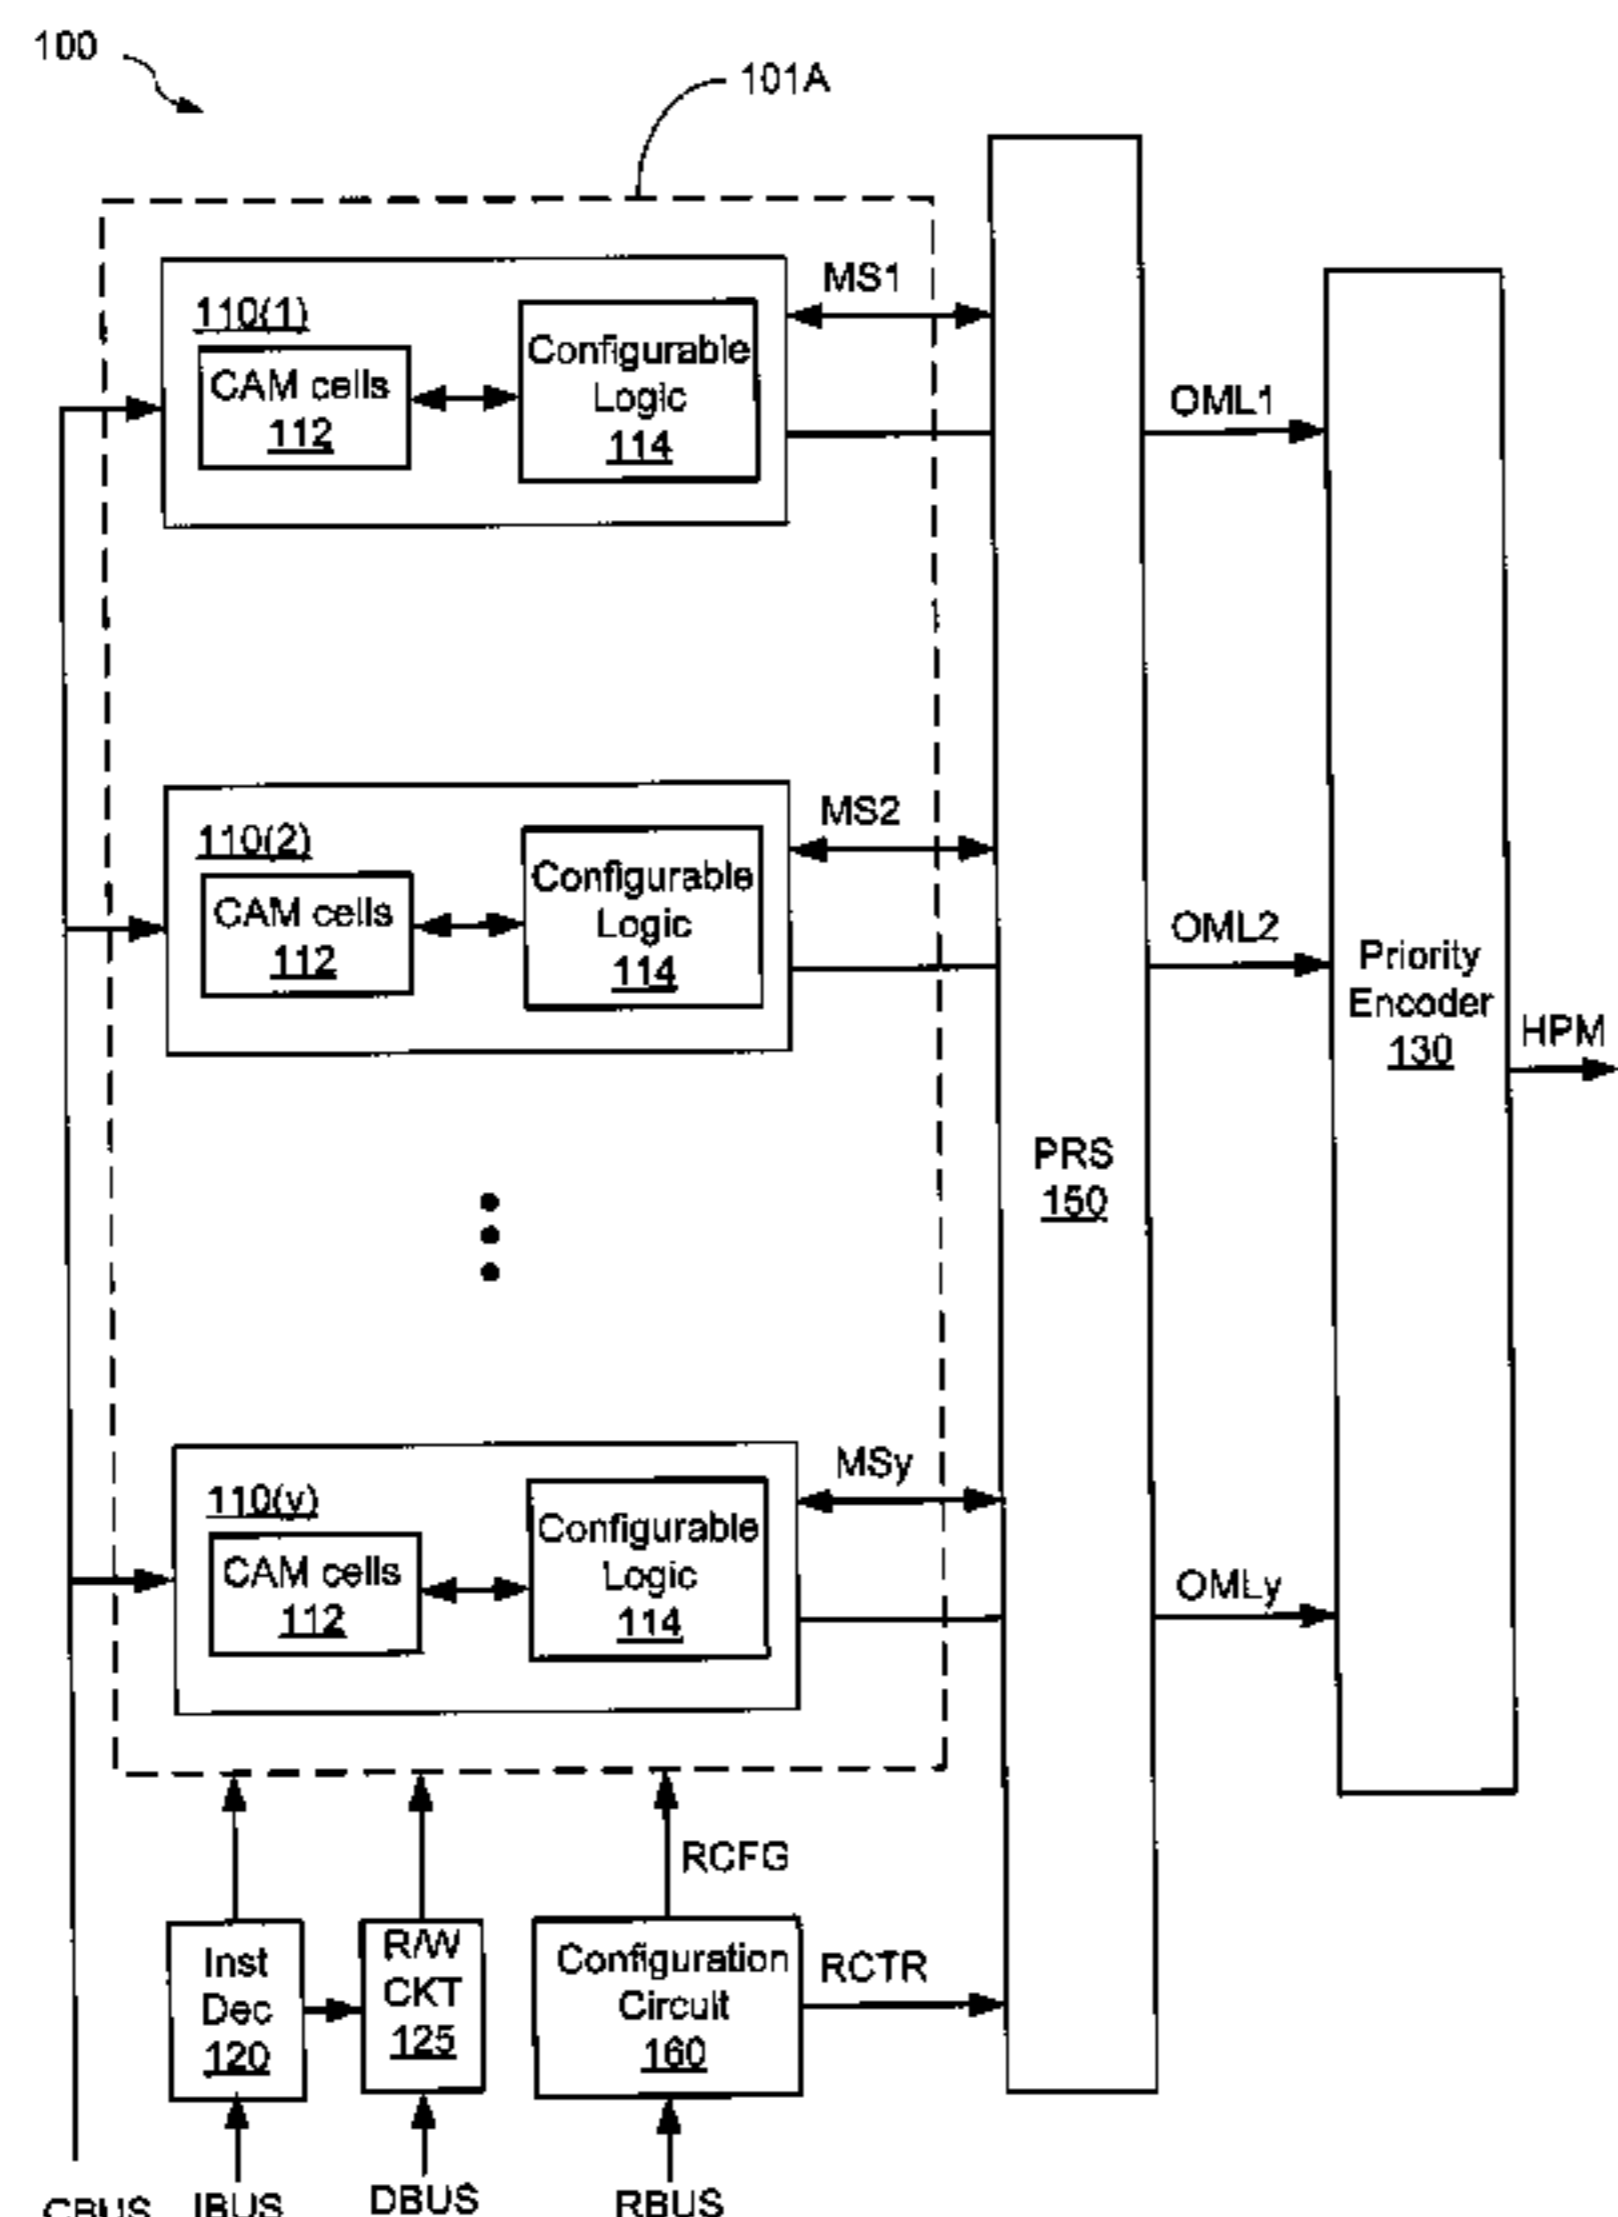 100
101A
110(1)
CAM cells
112
Configurable
Logic
114
MS1
OML1
110(2)
CAM cells
112
Configurable
Logic
114
MS2
OML2
Priority
Encoder
130
HPM
PRS
150
110(y)
CAM cells
112
Configurable
Logic
114
MSy
OMLy
RCFG
Inst
Dec
120
R/W
CKT
125
Configuration
Circuit
160
RCTR
CBUS
IBUS
DBUS
RBUS